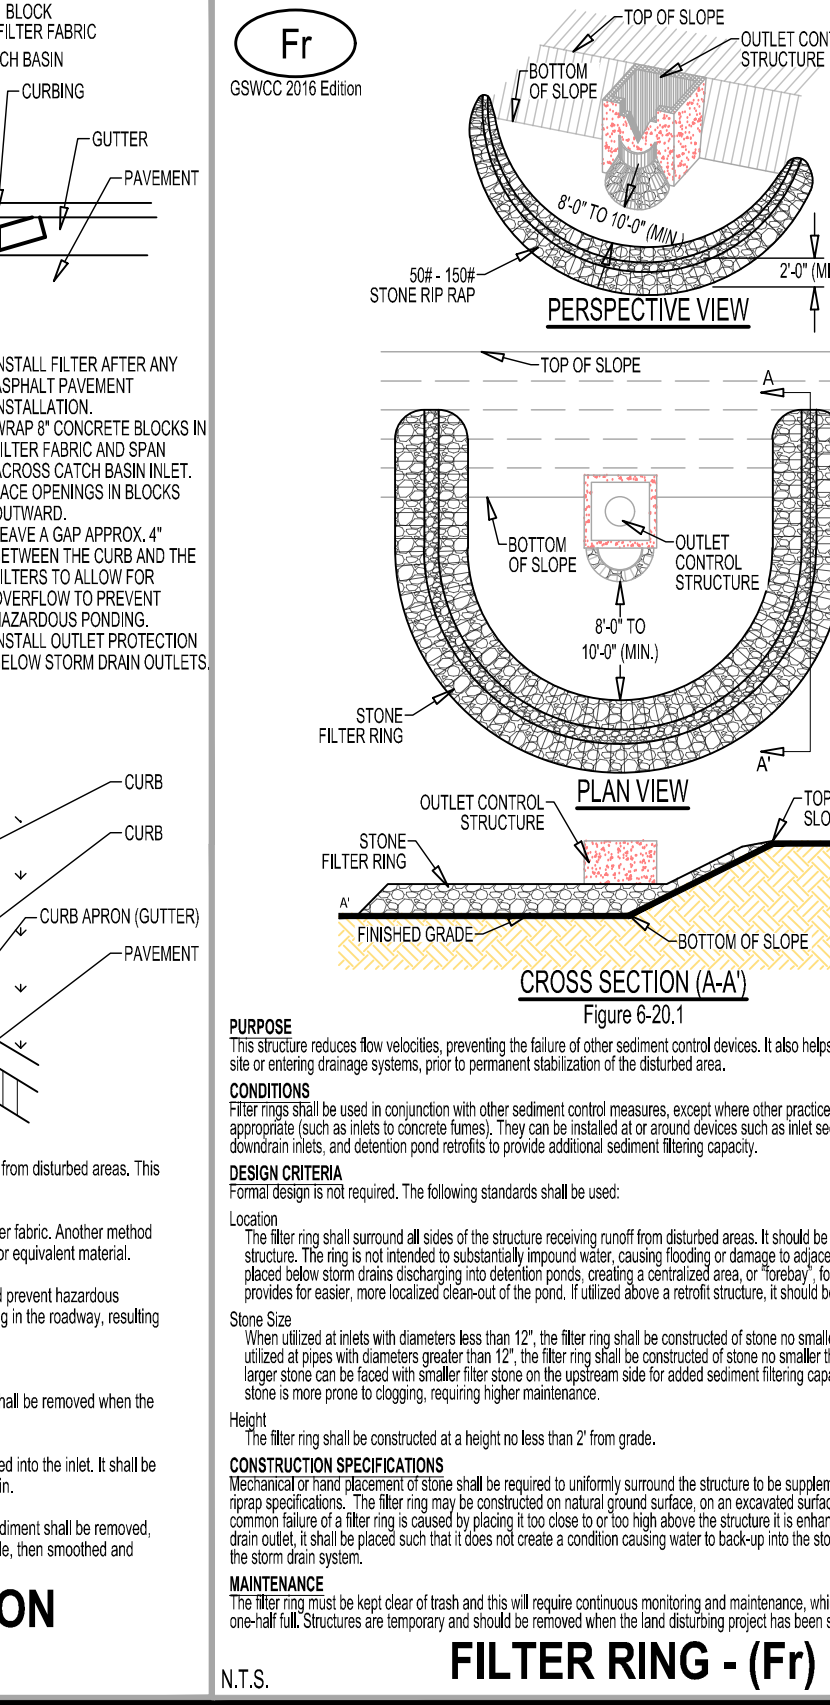 BLOCK
FILTER FABRIC
CH BASIN
CURBING
GUTTER
PAVEMENT
NSTALL FILTER AFTER ANY
ASPHALT PAVEMENT
NSTALLATION.
WRAP 8" CONCRETE BLOCKS IN
FILTER FABRIC AND SPAN
ACROSS CATCH BASIN INLET.
FACE OPENINGS IN BLOCKS
OUTWARD.
LEAVE A GAP APPROX. 4"
BETWEEN THE CURB AND THE
FILTERS TO ALLOW FOR
OVERFLOW TO PREVENT
HAZARDOUS PONDING.
NSTALL OUTLET PROTECTION
BELOW STORM DRAIN OUTLETS.
CURB
CURB
CURB APRON (GUTTER)
PAVEMENT
from disturbed areas. This
er fabric. Another method
or equivalent material.
d prevent hazardous
g in the roadway, resulting
hall be removed when the
ed into the inlet. It shall be
in.
diment shall be removed,
le, then smoothed and
ON
Fr
GSWCC 2016 Edition
TOP OF SLOPE
OUTLET CONT
STRUCTURE
BOTTOM
OF SLOPE
8'-0" TO 10'-0" (MIN.)
50# - 150#
STONE RIP RAP
2'-0" (MI
PERSPECTIVE VIEW
TOP OF SLOPE
A
BOTTOM
OF SLOPE
OUTLET
CONTROL
STRUCTURE
8'-0" TO
10'-0" (MIN.)
STONE
FILTER RING
A'
PLAN VIEW
OUTLET CONTROL
STRUCTURE
TOP
SLO
STONE
FILTER RING
A'
FINISHED GRADE
BOTTOM OF SLOPE
CROSS SECTION (A-A')
Figure 6-20.1
PURPOSE
This structure reduces flow velocities, preventing the failure of other sediment control devices. It also helps
site or entering drainage systems, prior to permanent stabilization of the disturbed area.
CONDITIONS
Filter rings shall be used in conjunction with other sediment control measures, except where other practice
appropriate (such as inlets to concrete fumes). They can be installed at or around devices such as inlet se
downdrain inlets, and detention pond retrofits to provide additional sediment filtering capacity.
DESIGN CRITERIA
Formal design is not required. The following standards shall be used:
Location
The filter ring shall surround all sides of the structure receiving runoff from disturbed areas. It should be
structure. The ring is not intended to substantially impound water, causing flooding or damage to adjace
placed below storm drains discharging into detention ponds, creating a centralized area, or "forebay", fo
provides for easier, more localized clean-out of the pond. If utilized above a retrofit structure, it should be
Stone Size
When utilized at inlets with diameters less than 12", the filter ring shall be constructed of stone no smalle
utilized at pipes with diameters greater than 12", the filter ring shall be constructed of stone no smaller th
larger stone can be faced with smaller filter stone on the upstream side for added sediment filtering capa
stone is more prone to clogging, requiring higher maintenance.
Height
The filter ring shall be constructed at a height no less than 2' from grade.
CONSTRUCTION SPECIFICATIONS
Mechanical or hand placement of stone shall be required to uniformly surround the structure to be supplem
riprap specifications. The filter ring may be constructed on natural ground surface, on an excavated surfac
common failure of a filter ring is caused by placing it too close to or too high above the structure it is enhan
drain outlet, it shall be placed such that it does not create a condition causing water to back-up into the sto
the storm drain system.
MAINTENANCE
The filter ring must be kept clear of trash and this will require continuous monitoring and maintenance, whi
one-half full. Structures are temporary and should be removed when the land disturbing project has been s
N.T.S.
FILTER RING - (Fr)